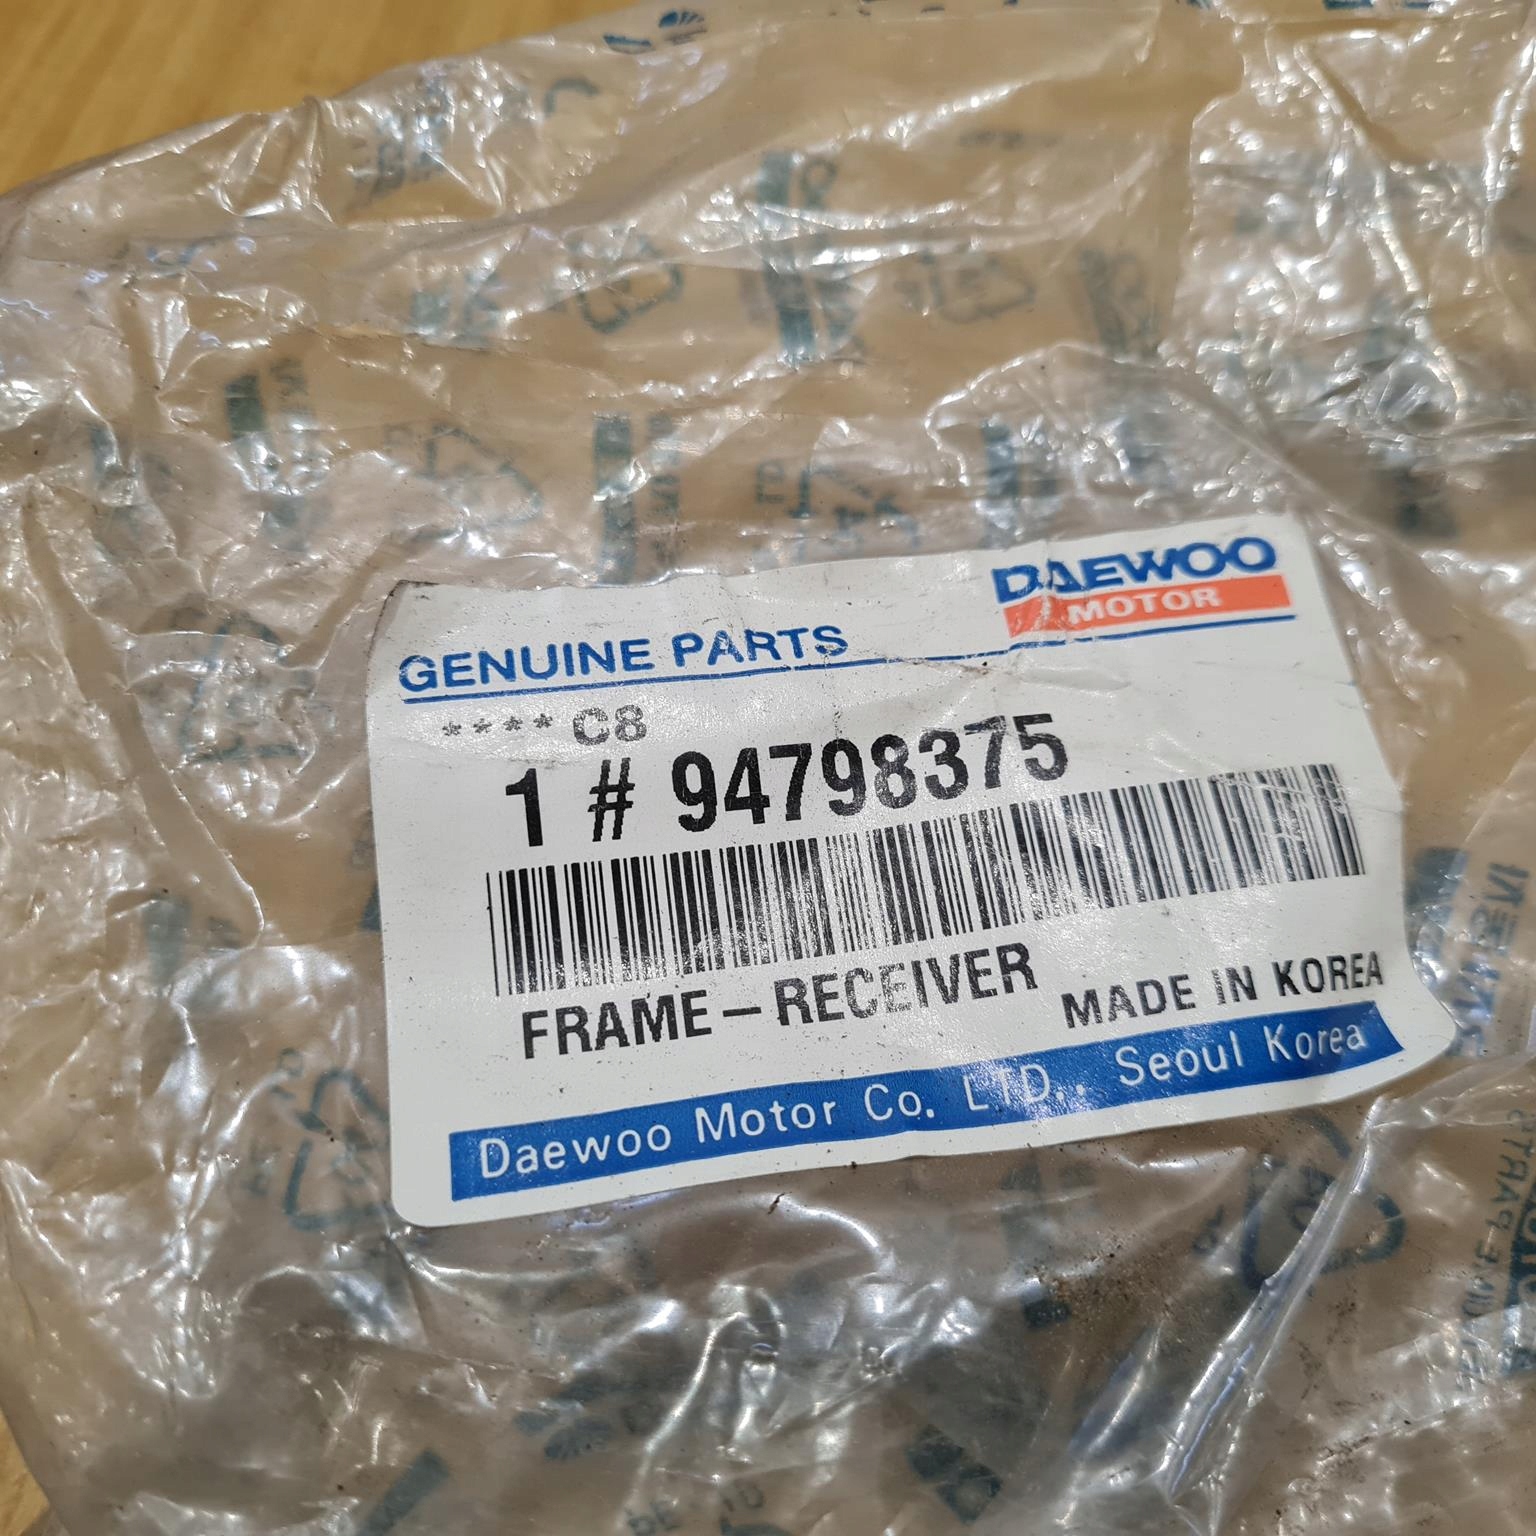 DAEWOO
MOTOR
GENUINE PARTS
**** C8
1 # 94798375
FRAME-RECEIVER
MADE IN KOREA
Daewoo Motor Co. LTD., Seoul Korea